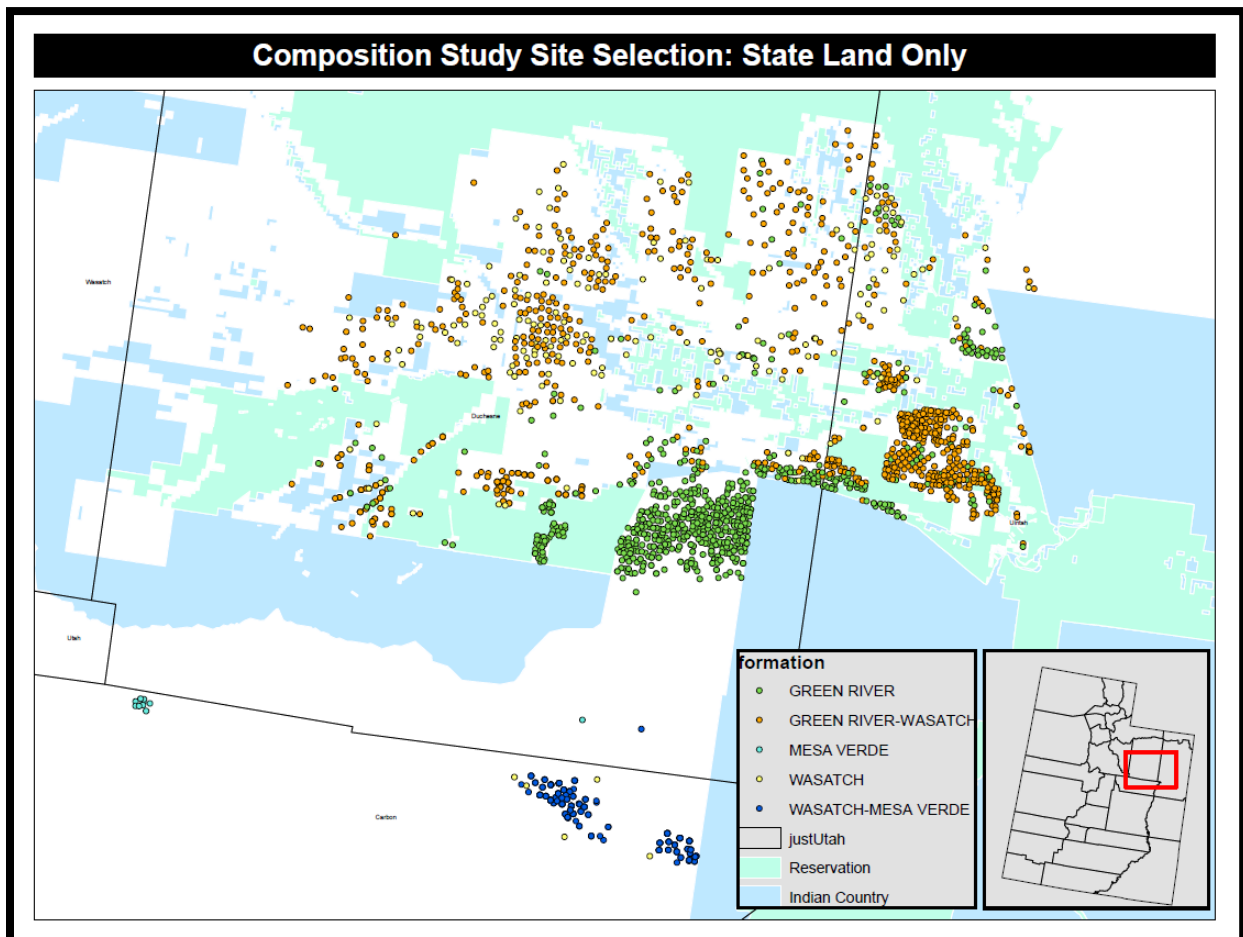 Composition Study Site Selection: State Land Only
Wasatch
Duchesne
Uintah
Utah
Carbon
formation
GREEN RIVER
GREEN RIVER-WASATCH
MESA VERDE
WASATCH
WASATCH-MESA VERDE
justUtah
Reservation
Indian Country